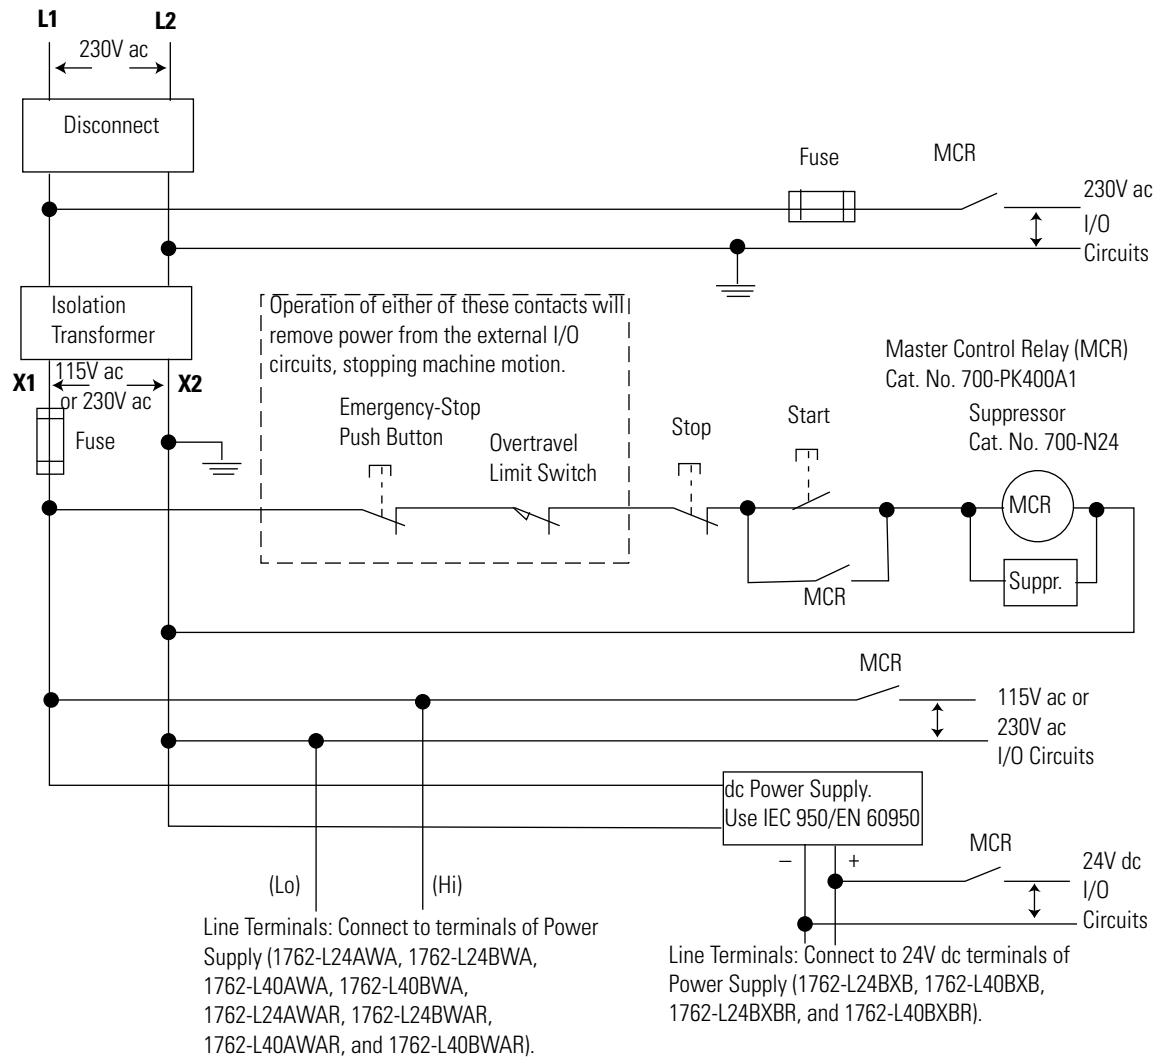 L1
L2
230V ac
Disconnect
Fuse
MCR
230V ac
I/O
Circuits
Isolation
Transformer
Operation of either of these contacts will
remove power from the external I/O
circuits, stopping machine motion.
X1
115V ac
or 230V ac
X2
Fuse
Emergency-Stop
Push Button
Overtravel
Limit Switch
Stop
Start
Master Control Relay (MCR)
Cat. No. 700-PK400A1
Suppressor
Cat. No. 700-N24
MCR
Suppr.
MCR
MCR
115V ac or
230V ac
I/O Circuits
dc Power Supply.
Use IEC 950/EN 60950
–
+
MCR
24V dc
I/O
Circuits
(Lo)
(Hi)
Line Terminals: Connect to terminals of Power
Supply (1762-L24AWA, 1762-L24BWA,
1762-L40AWA, 1762-L40BWA,
1762-L24AWAR, 1762-L24BWAR,
1762-L40AWAR, and 1762-L40BWAR).
Line Terminals: Connect to 24V dc terminals of
Power Supply (1762-L24BXB, 1762-L40BXB,
1762-L24BXBR, and 1762-L40BXBR).